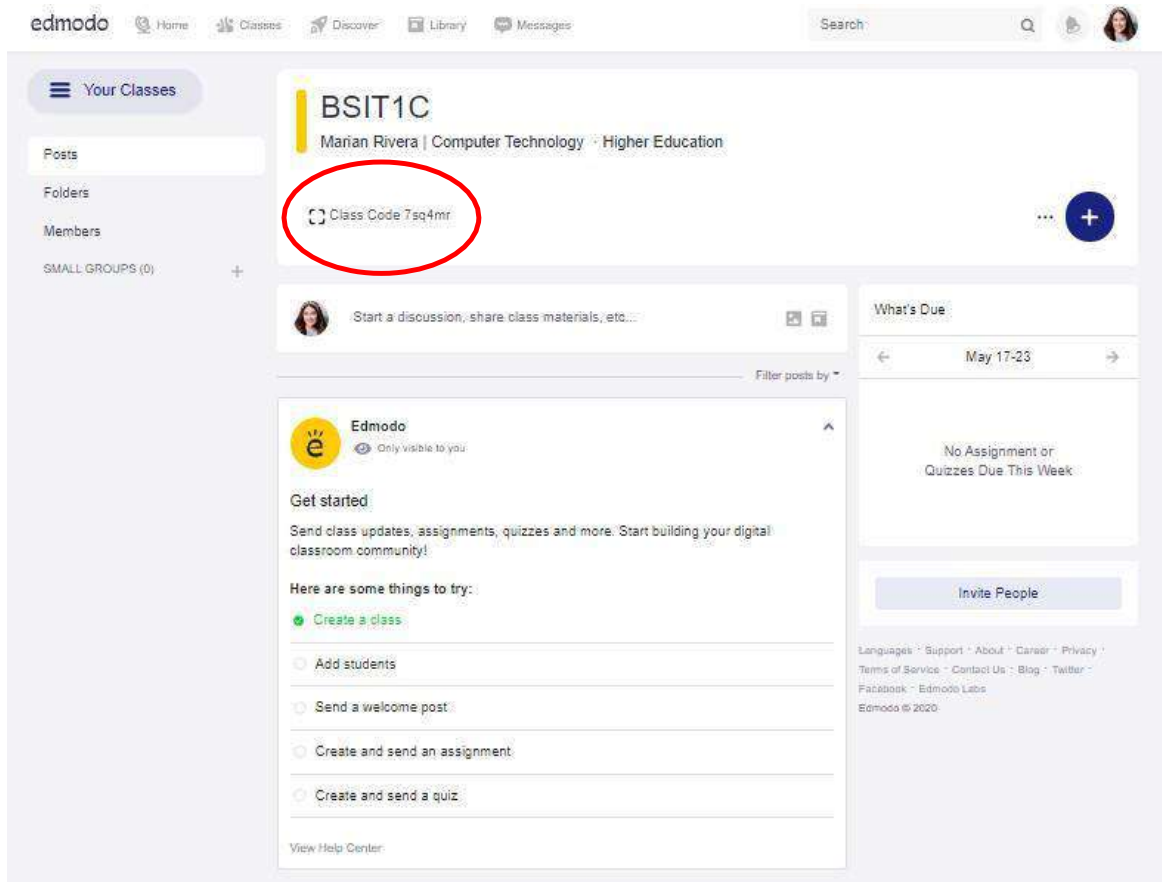 edmodo Home Classes Discover Library Messages Search
Your Classes
Posts
Folders
Members
SMALL GROUPS (0) +
BSIT1C
Marian Rivera | Computer Technology · Higher Education
Class Code 7sq4mr
... +
Start a discussion, share class materials, etc...
Filter posts by
Edmodo
Only visible to you
Get started
Send class updates, assignments, quizzes and more. Start building your digital
classroom community!
Here are some things to try:
Create a class
Add students
Send a welcome post
Create and send an assignment
Create and send a quiz
View Help Center
What's Due
← May 17-23 →
No Assignment or
Quizzes Due This Week
Invite People
Languages · Support · About · Career · Privacy ·
Terms of Service · Contact Us · Blog · Twitter ·
Facebook · Edmodo Labs
Edmodo © 2020